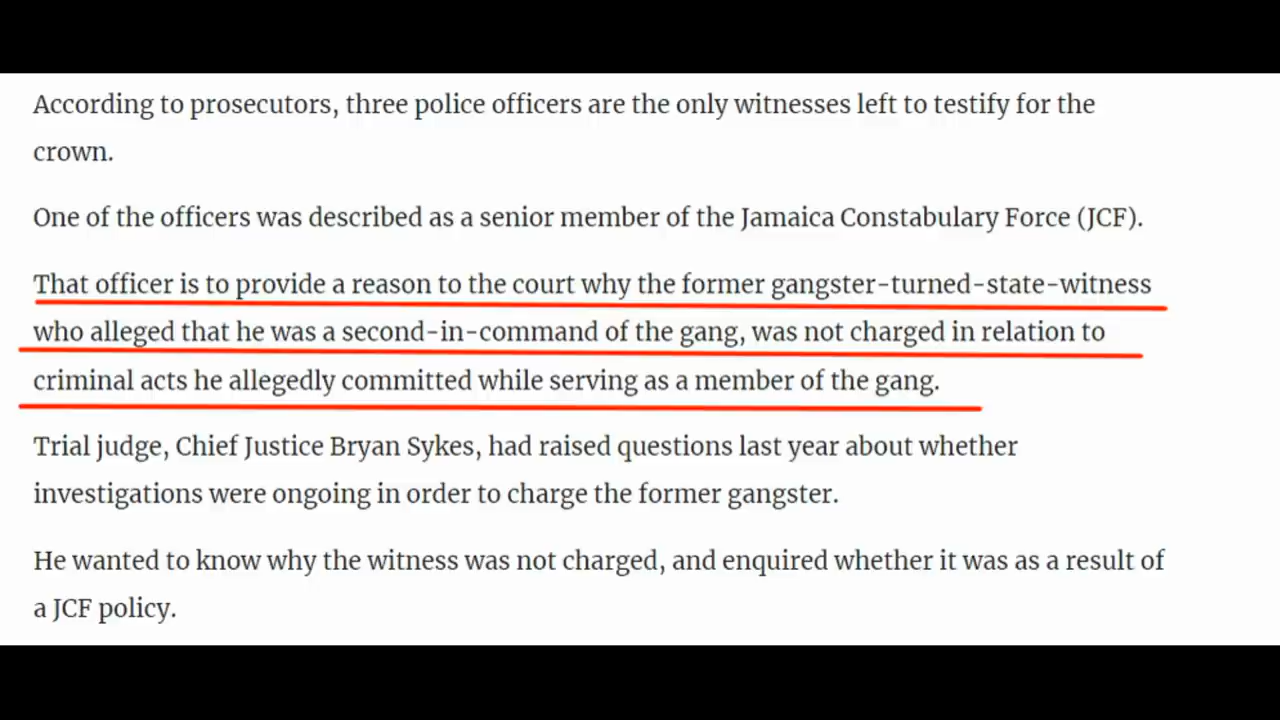 According to prosecutors, three police officers are the only witnesses left to testify for the
crown.
One of the officers was described as a senior member of the Jamaica Constabulary Force (JCF).
That officer is to provide a reason to the court why the former gangster-turned-state-witness
who alleged that he was a second-in-command of the gang, was not charged in relation to
criminal acts he allegedly committed while serving as a member of the gang.
Trial judge, Chief Justice Bryan Sykes, had raised questions last year about whether
investigations were ongoing in order to charge the former gangster.
He wanted to know why the witness was not charged, and enquired whether it was as a result of
a JCF policy.